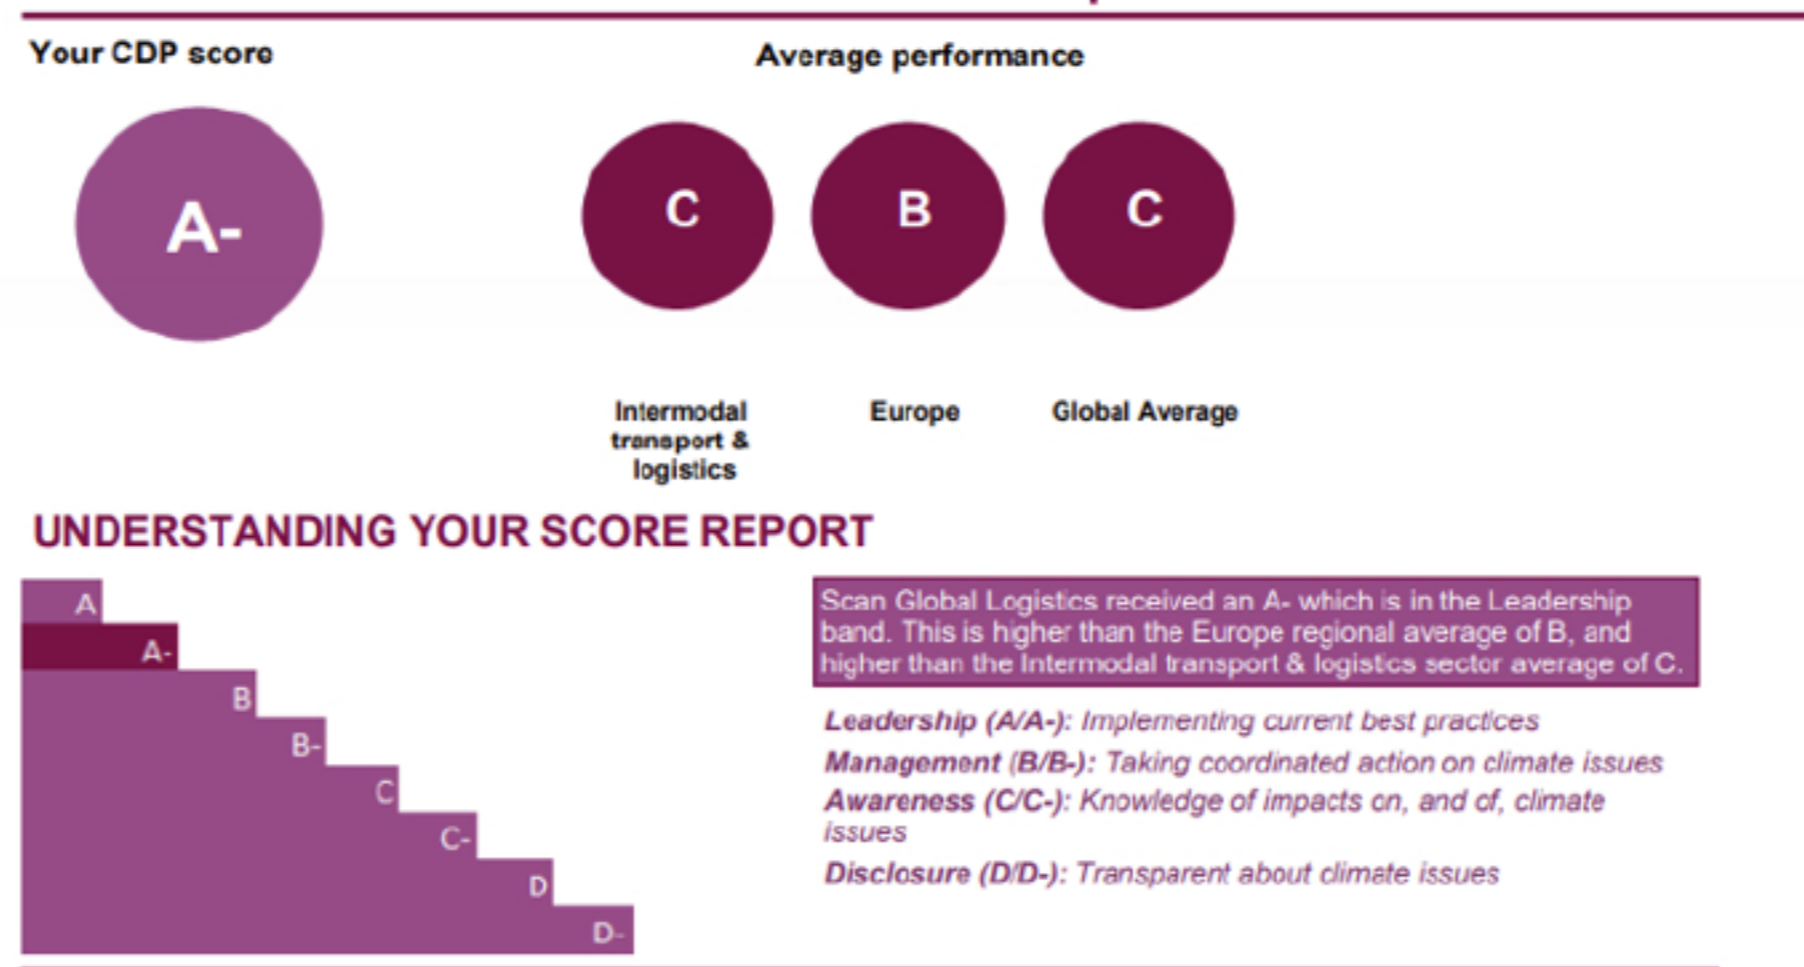 Your CDP score
Average performance
A-
C
B
C
Intermodal
transport &
logistics
Europe
Global Average
UNDERSTANDING YOUR SCORE REPORT
A
A-
B
B-
C
C-
D
D-
Scan Global Logistics received an A- which is in the Leadership
band. This is higher than the Europe regional average of B, and
higher than the Intermodal transport & logistics sector average of C.
Leadership (A/A-): Implementing current best practices
Management (B/B-): Taking coordinated action on climate issues
Awareness (C/C-): Knowledge of impacts on, and of, climate
issues
Disclosure (D/D-): Transparent about climate issues